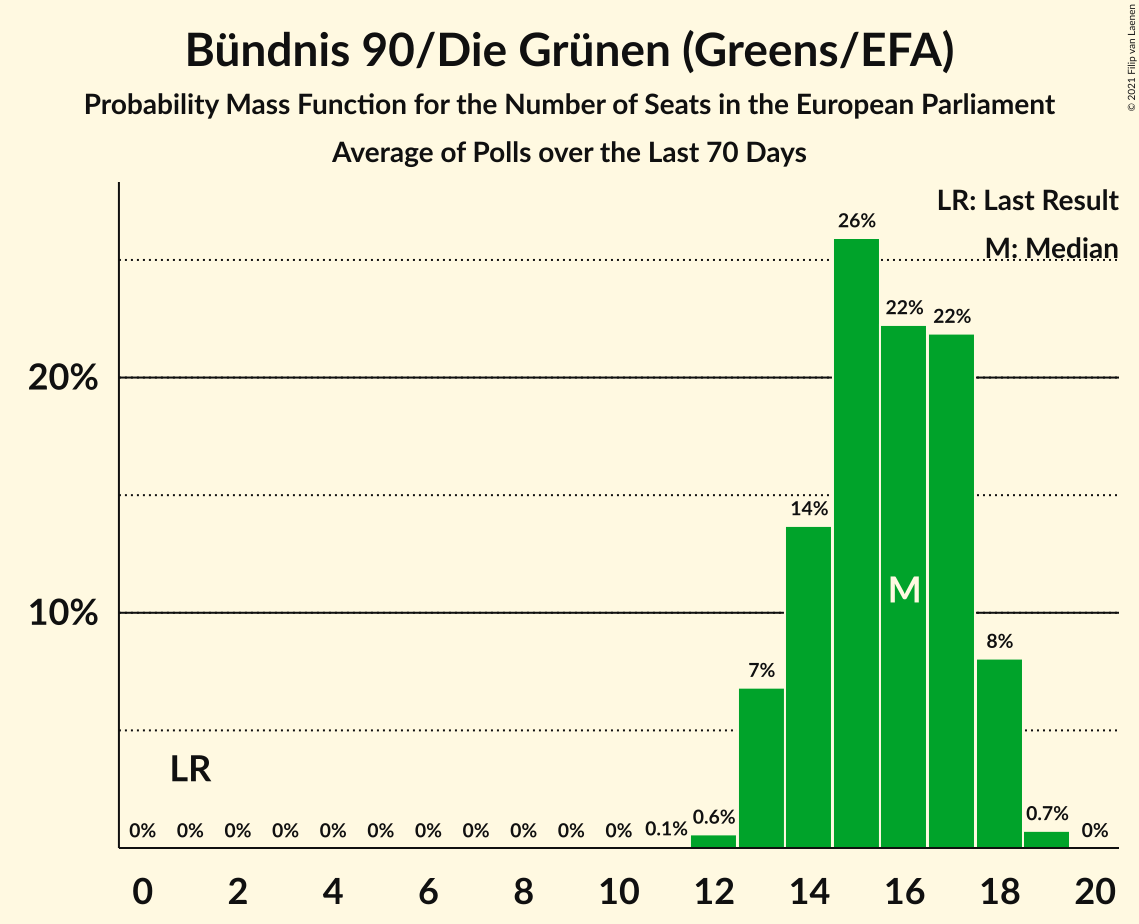 Bündnis 90/Die Grünen (Greens/EFA)
Probability Mass Function for the Number of Seats in the European Parliament
Average of Polls over the Last 70 Days
© 2021 Filip van Laenen
LR: Last Result
M: Median
26%
22%
22%
20%
14%
M
10%
8%
7%
LR
0% 0% 0% 0% 0% 0% 0% 0% 0% 0% 0% 0.1% 0.6% 0.7% 0%
0 2 4 6 8 10 12 14 16 18 20